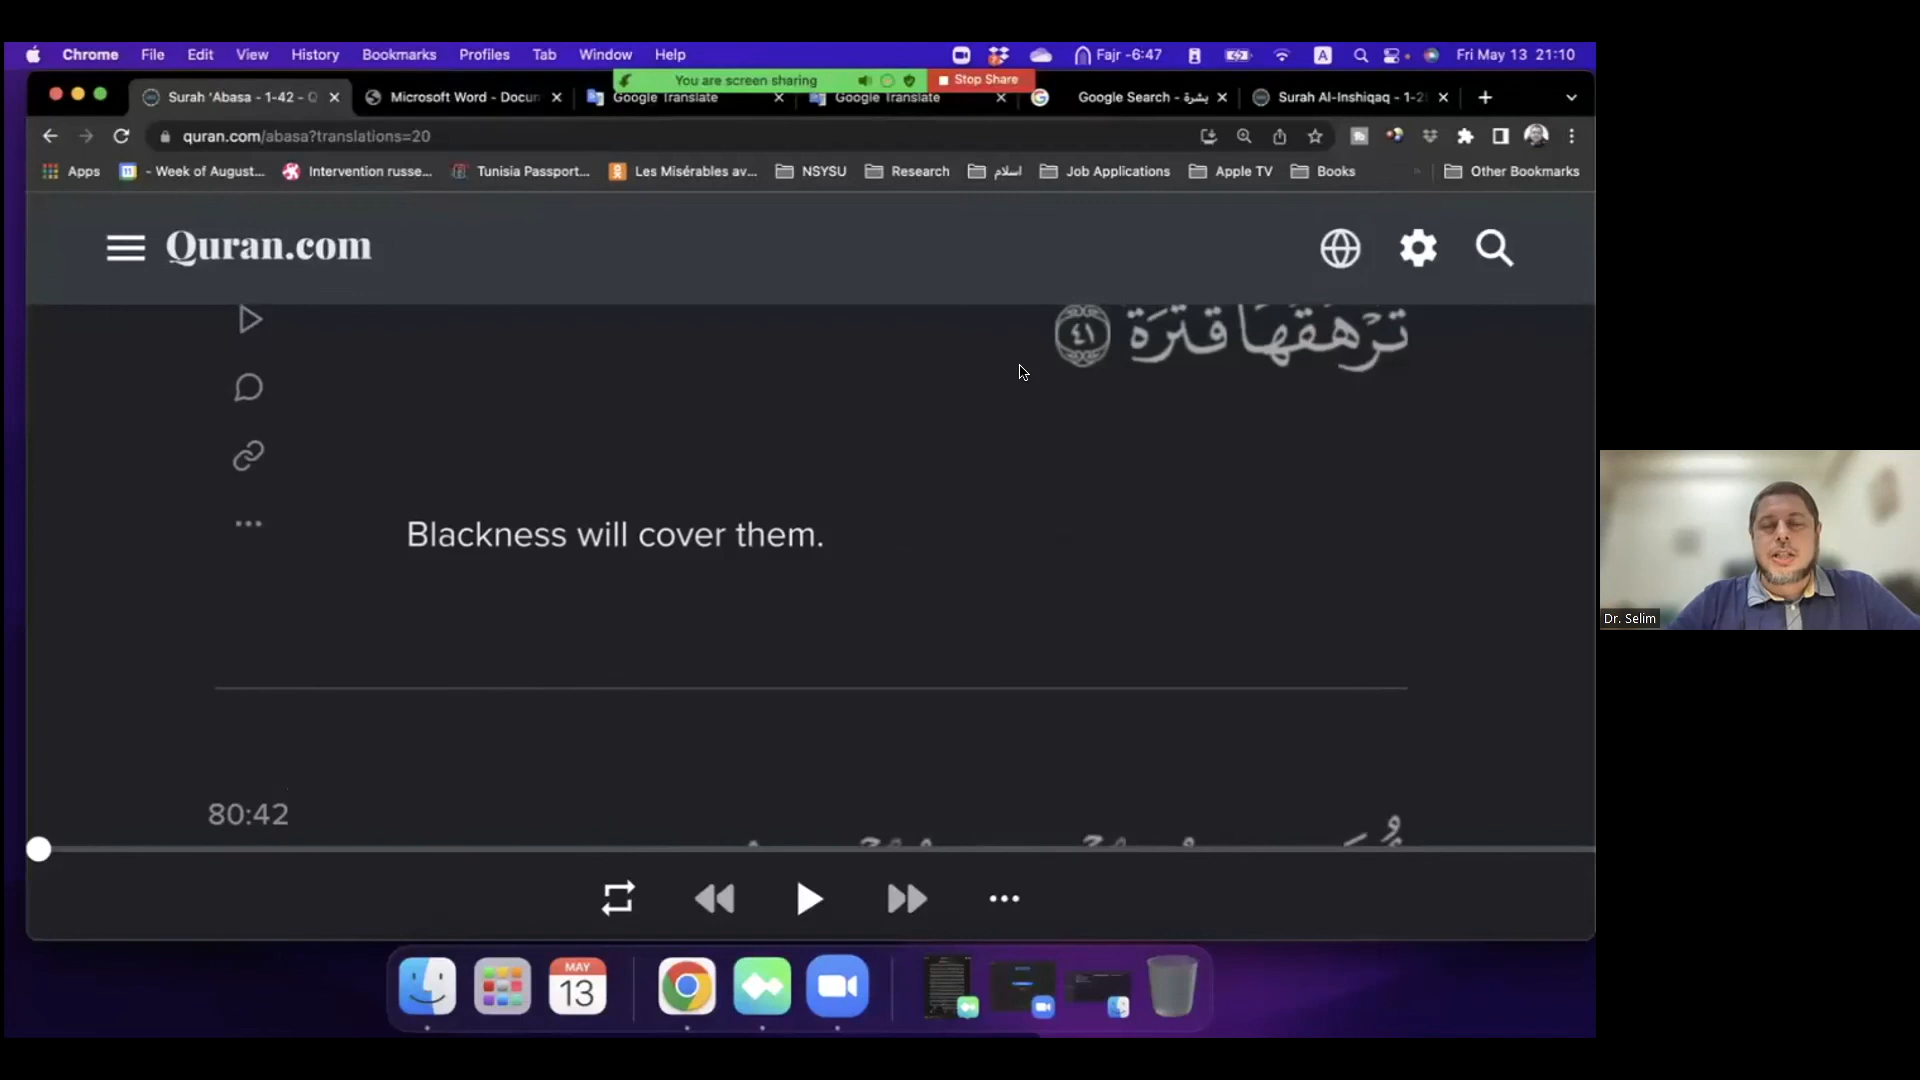 Chrome File Edit View History Bookmarks Profiles Tab Window Help Fajr -6:47 A Fri May 13 21:10
You are screen sharing Stop Share
Surah 'Abasa - 1-42 - Q Microsoft Word - Docun Google Translate Google Translate Google Search - بشرة Surah Al-Inshiqaq - 1-2
quran.com/abasa?translations=20
Apps - Week of August... Intervention russe... Tunisia Passport... Les Misérables av... NSYSU Research اسلام Job Applications Apple TV Books Other Bookmarks
Quran.com
تَرْهَقُهَا قَتَرَةٌ ٤١
Blackness will cover them.
80:42
Dr. Selim
MAY
13